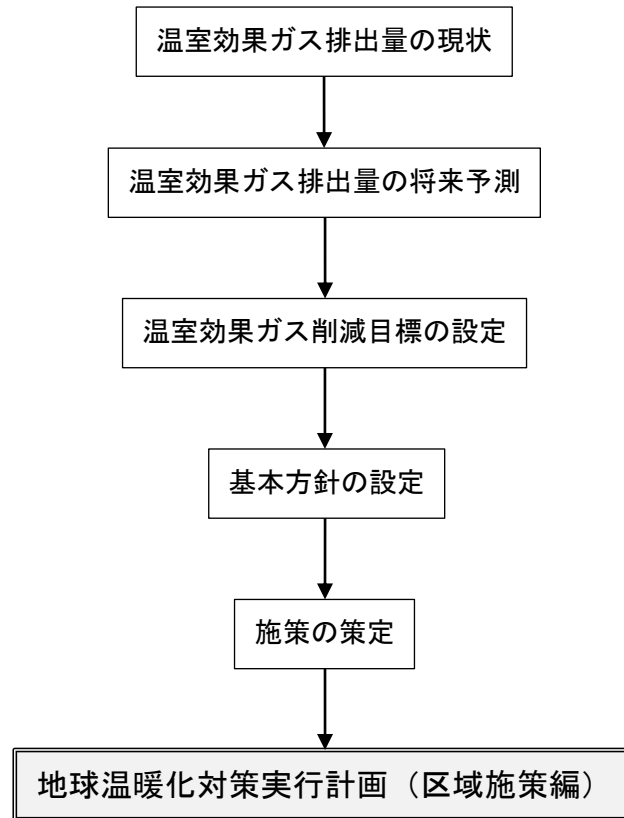 温室効果ガス排出量の現状
温室効果ガス排出量の将来予測
温室効果ガス削減目標の設定
基本方針の設定
施策の策定
地球温暖化対策実行計画（区域施策編）